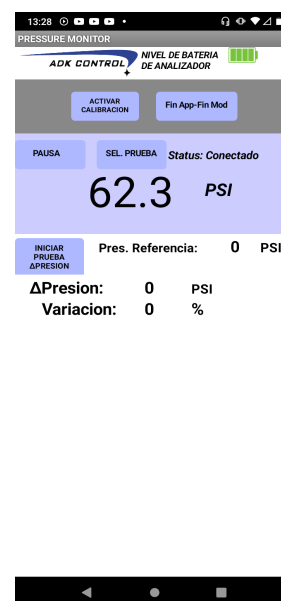 13:28
PRESSURE MONITOR
ADK CONTROL
NIVEL DE BATERIA
DE ANALIZADOR
ACTIVAR
CALIBRACION
Fin App-Fin Mod
PAUSA
SEL. PRUEBA
Status: Conectado
62.3 PSI
INICIAR
PRUEBA
ΔPRESION
Pres. Referencia: 0 PSI
ΔPresion: 0 PSI
Variacion: 0 %